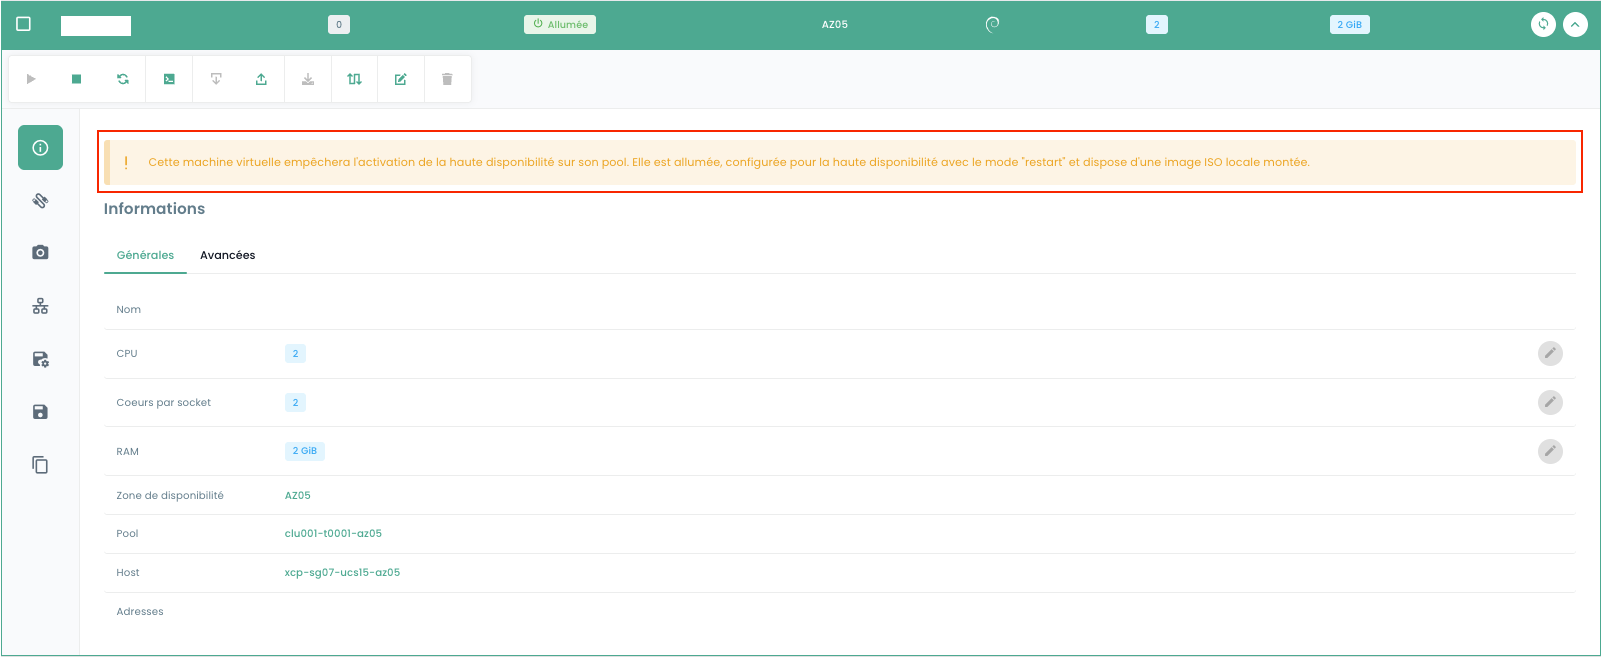 0
Allumée
AZ05
2
2 GiB
! Cette machine virtuelle empêchera l'activation de la haute disponibilité sur son pool. Elle est allumée, configurée pour la haute disponibilité avec le mode "restart" et dispose d'une image ISO locale montée.
Informations
Générales Avancées
Nom
CPU 2
Coeurs par socket 2
RAM 2 GiB
Zone de disponibilité AZ05
Pool clu001-t0001-az05
Host xcp-sg07-ucs15-az05
Adresses